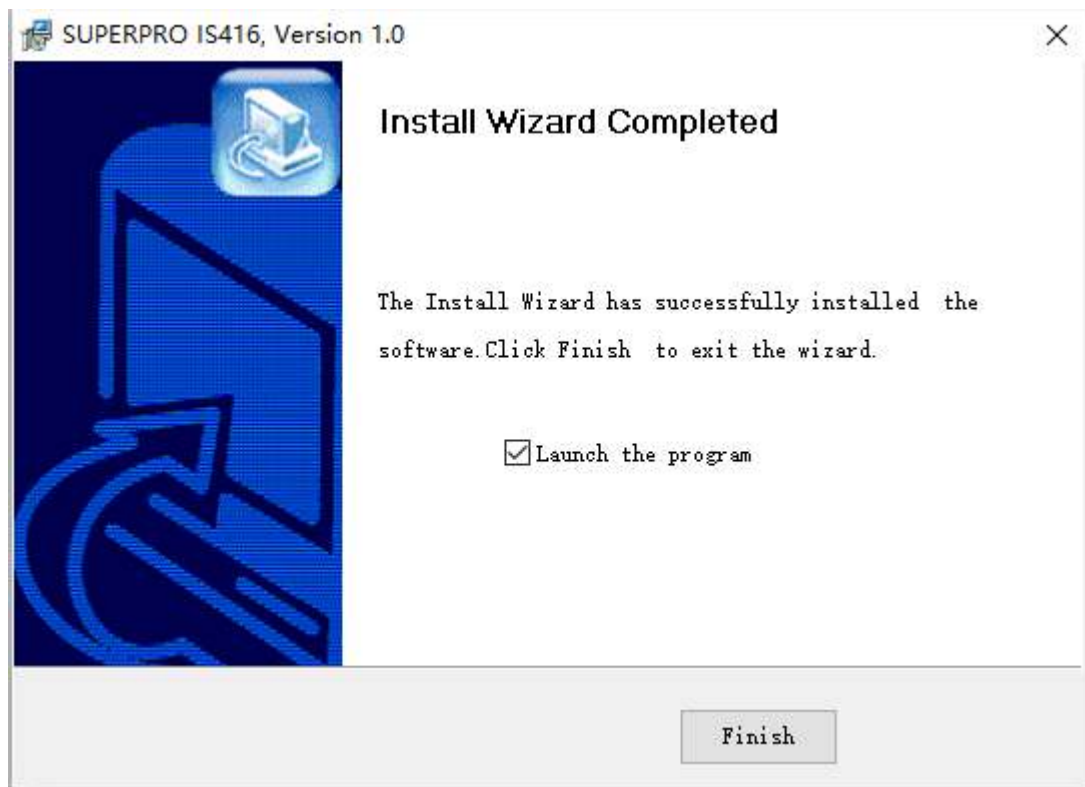 SUPERPRO IS416, Version 1.0
Install Wizard Completed
The Install Wizard has successfully installed  the
software.Click Finish  to exit the wizard.
Launch the program
Finish